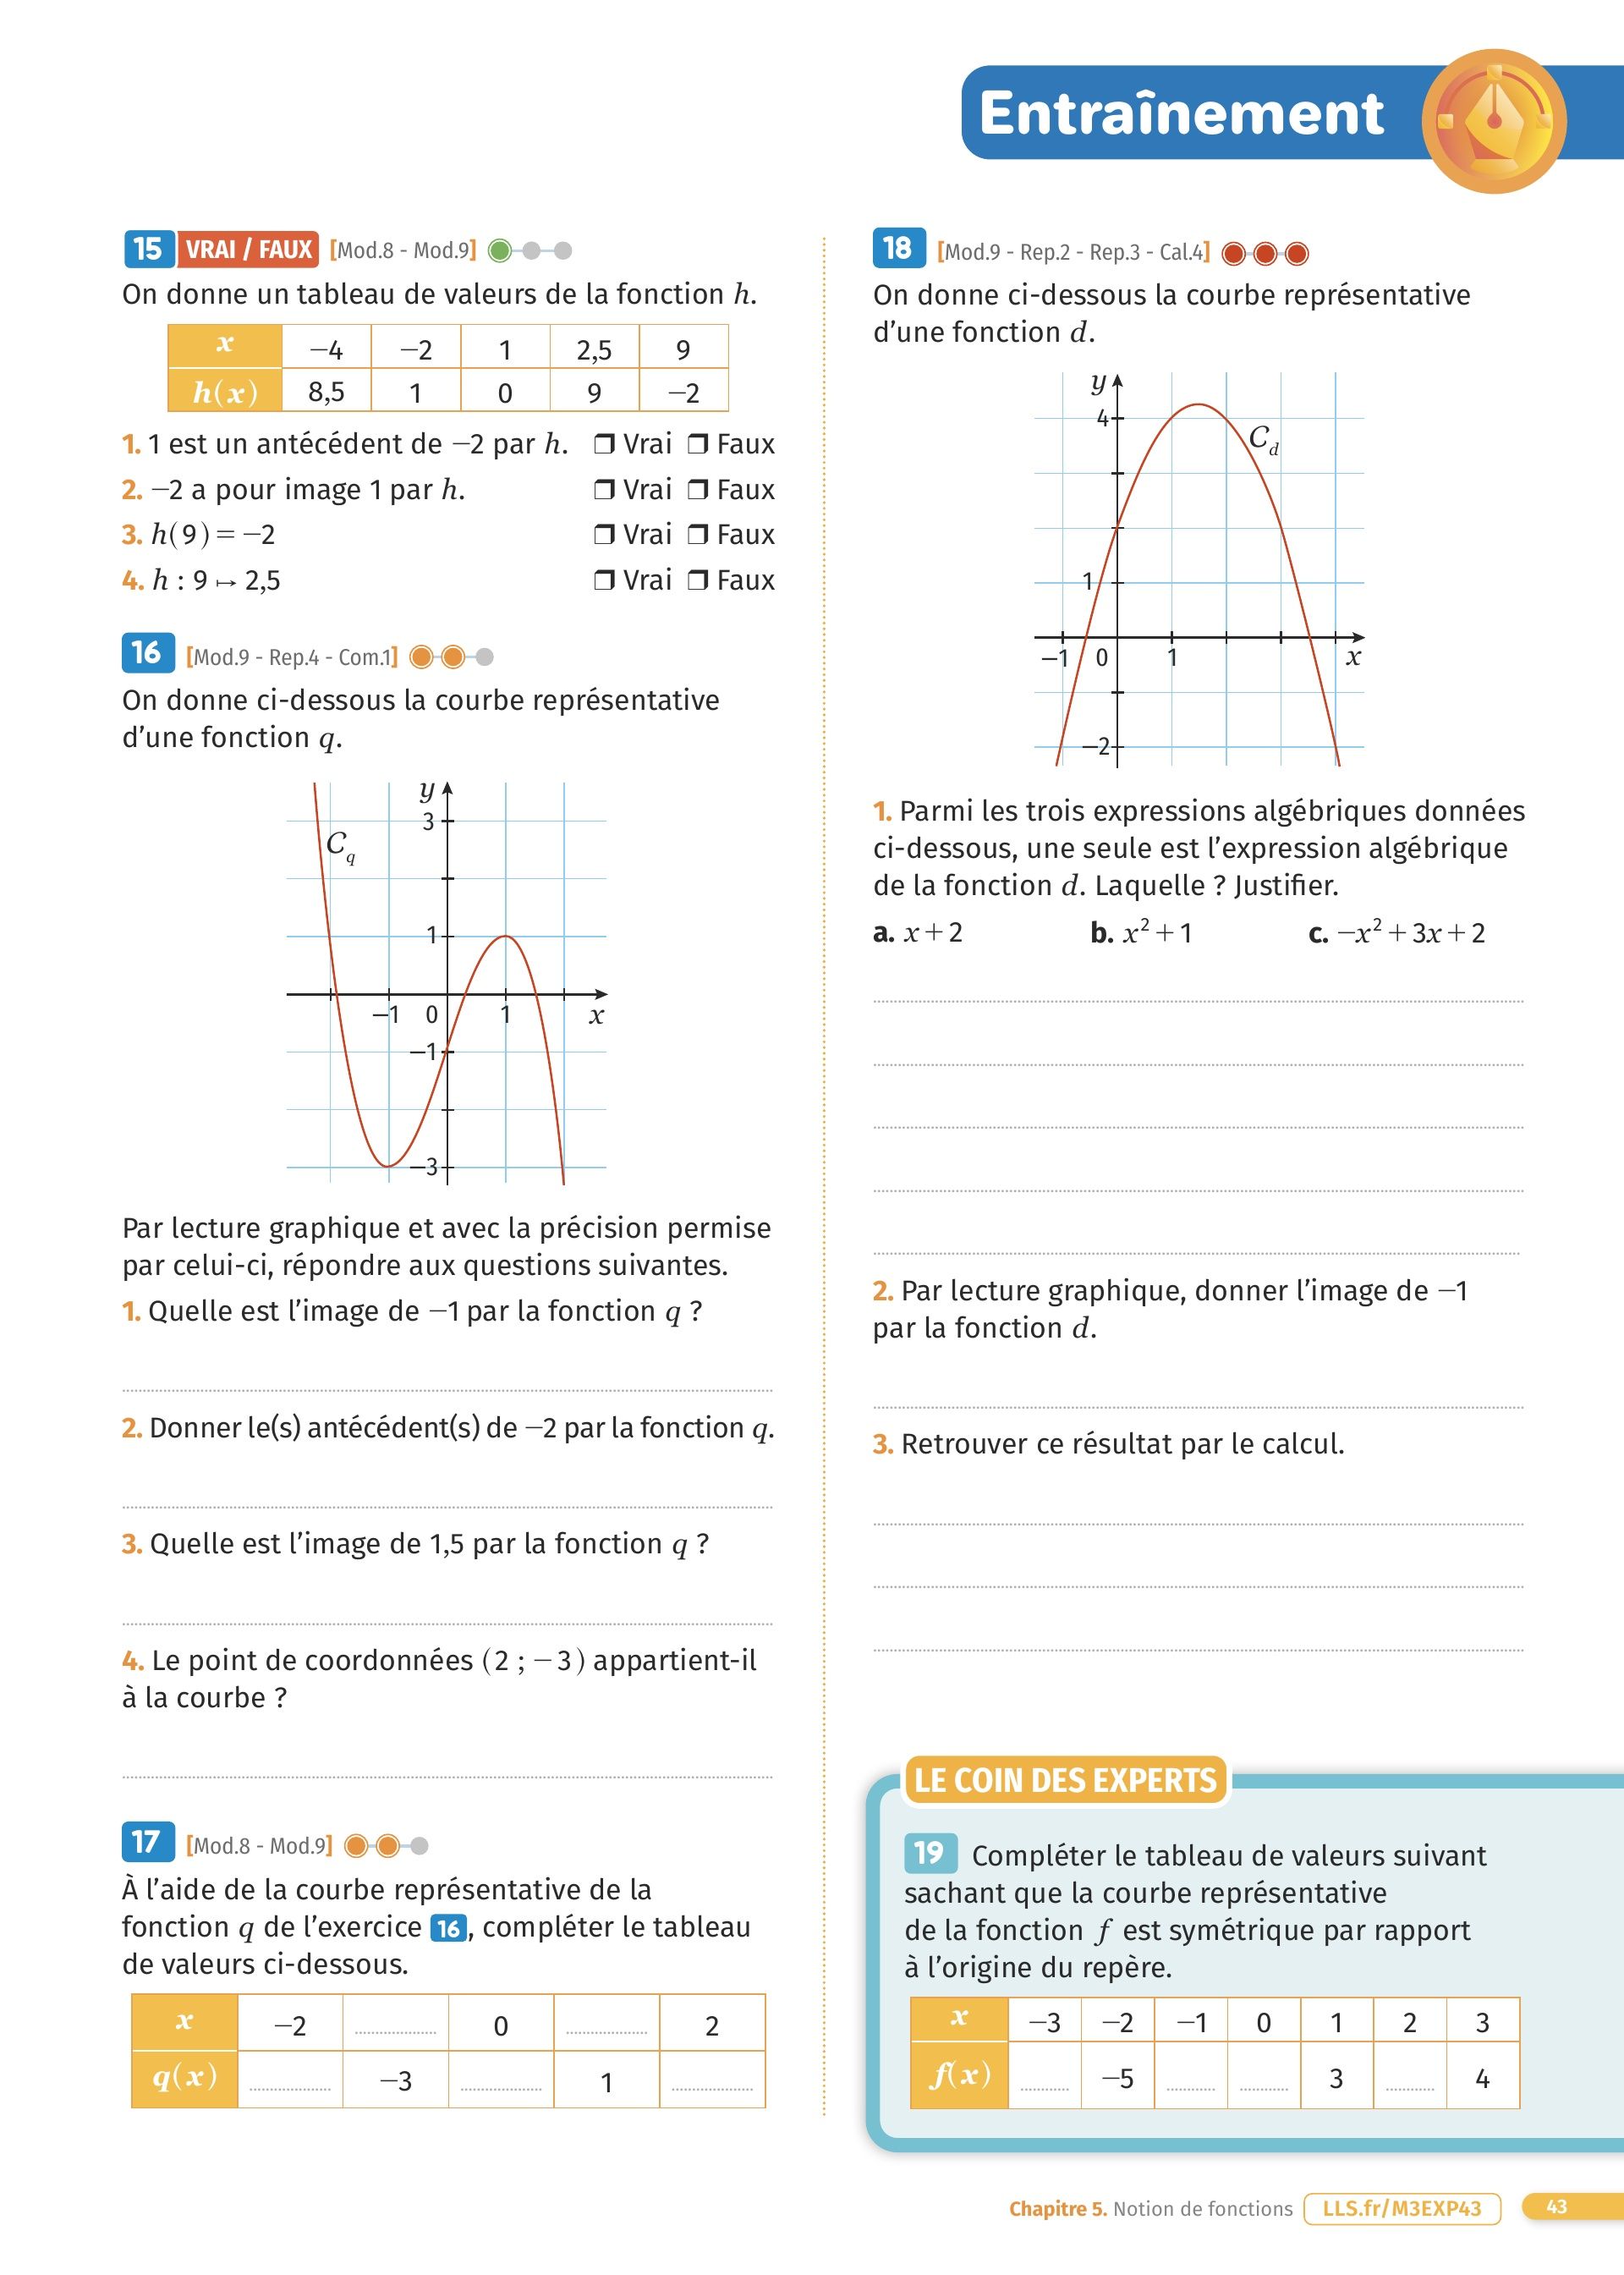 Entraînement
15 VRAI / FAUX [Mod.8 - Mod.9]
On donne un tableau de valeurs de la fonction h.
x −4 −2 1 2,5 9
h(x) 8,5 1 0 9 −2
1. 1 est un antécédent de −2 par h. ❒ Vrai ❒ Faux
2. −2 a pour image 1 par h. ❒ Vrai ❒ Faux
3. h(9) = −2 ❒ Vrai ❒ Faux
4. h : 9 ↦ 2,5 ❒ Vrai ❒ Faux
16 [Mod.9 - Rep.4 - Com.1]
On donne ci-dessous la courbe représentative
d’une fonction q.
y
3
C_q
1
−1 0 1 x
−1
−3
Par lecture graphique et avec la précision permise
par celui-ci, répondre aux questions suivantes.
1. Quelle est l’image de −1 par la fonction q ?
2. Donner le(s) antécédent(s) de −2 par la fonction q.
3. Quelle est l’image de 1,5 par la fonction q ?
4. Le point de coordonnées (2 ; −3) appartient-il
à la courbe ?
17 [Mod.8 - Mod.9]
À l’aide de la courbe représentative de la
fonction q de l’exercice 16, compléter le tableau
de valeurs ci-dessous.
x −2 .......... 0 .......... 2
q(x) .......... −3 .......... 1 ..........
18 [Mod.9 - Rep.2 - Rep.3 - Cal.4]
On donne ci-dessous la courbe représentative
d’une fonction d.
y
4
C_d
1
−1 0 1 x
−2
1. Parmi les trois expressions algébriques données
ci-dessous, une seule est l’expression algébrique
de la fonction d. Laquelle ? Justifier.
a. x + 2 b. x² + 1 c. −x² + 3x + 2
2. Par lecture graphique, donner l’image de −1
par la fonction d.
3. Retrouver ce résultat par le calcul.
LE COIN DES EXPERTS
19 Compléter le tableau de valeurs suivant
sachant que la courbe représentative
de la fonction f est symétrique par rapport
à l’origine du repère.
x −3 −2 −1 0 1 2 3
f(x) .......... −5 .......... .......... 3 .......... 4
Chapitre 5. Notion de fonctions LLS.fr/M3EXP43 43